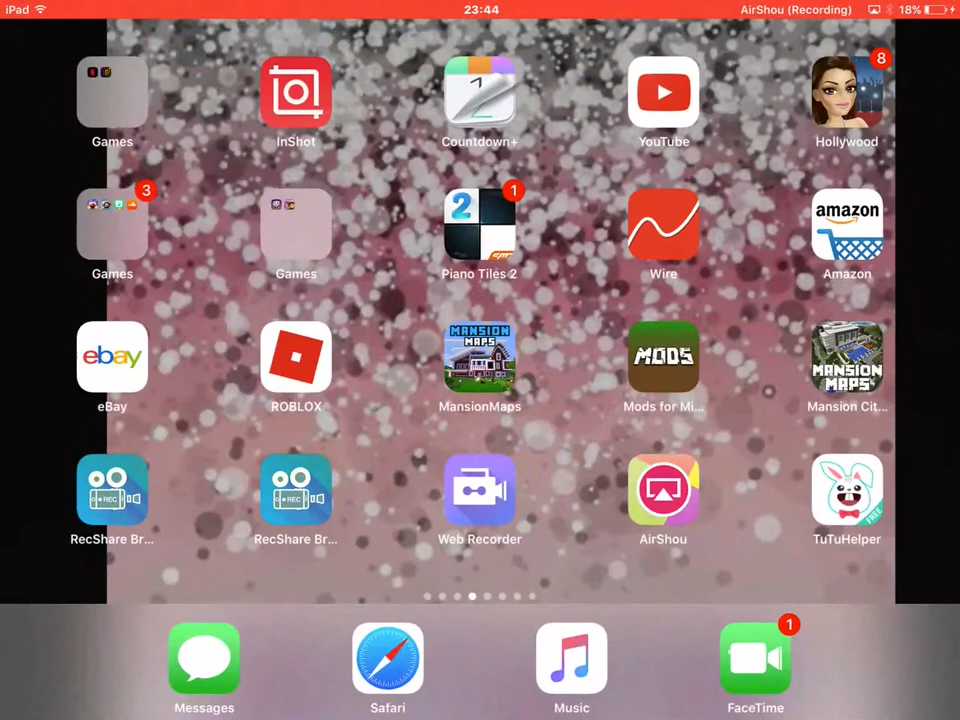 iPad
23:44
AirShou (Recording)
18%
8
Games
InShot
Countdown+
YouTube
Hollywood
3
2
1
amazon
Games
Games
Piano Tiles 2
Wire
Amazon
ebay
MANSION
MAPS
MODS
MANSION
MAPS
eBay
ROBLOX
MansionMaps
Mods for Mi...
Mansion Cit...
REC
REC
FREE
RecShare Br...
RecShare Br...
Web Recorder
AirShou
TuTuHelper
1
Messages
Safari
Music
FaceTime